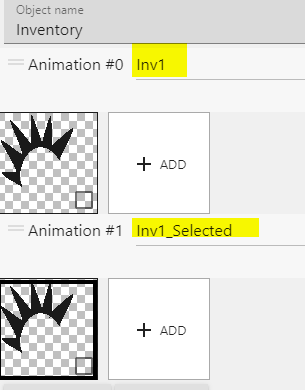 Object name
Inventory
Animation #0 Inv1
ADD
Animation #1 Inv1_Selected
ADD